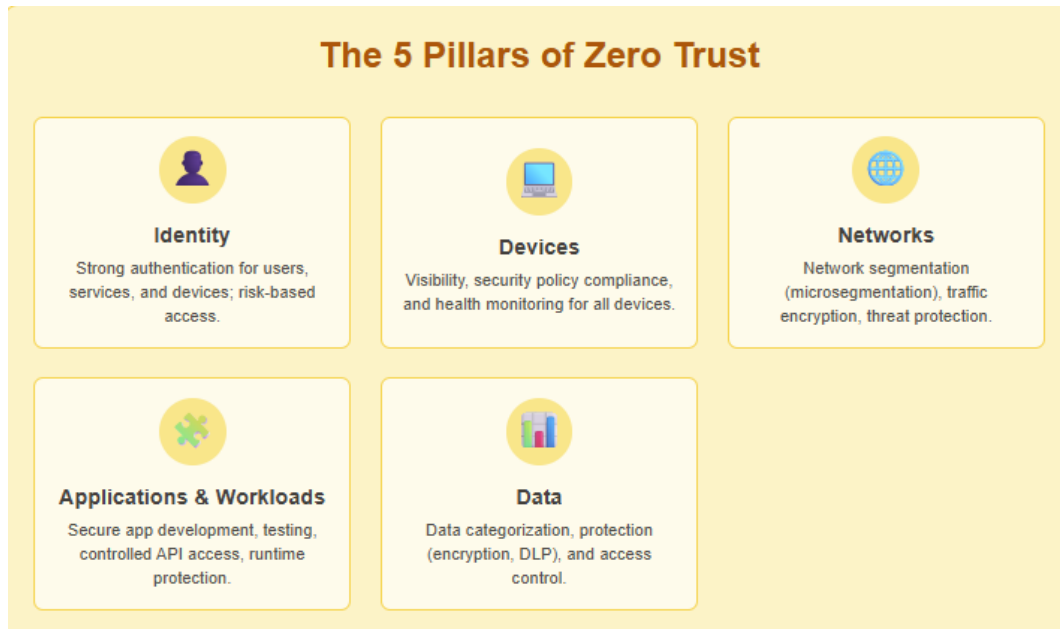 The 5 Pillars of Zero Trust
Identity
Strong authentication for users,
services, and devices; risk-based
access.
Devices
Visibility, security policy compliance,
and health monitoring for all devices.
Networks
Network segmentation
(microsegmentation), traffic
encryption, threat protection.
Applications & Workloads
Secure app development, testing,
controlled API access, runtime
protection.
Data
Data categorization, protection
(encryption, DLP), and access
control.